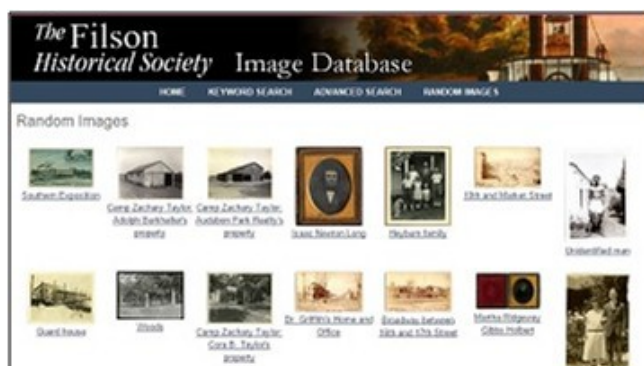 The Filson
Historical Society Image Database
HOME KEYWORD SEARCH ADVANCED SEARCH RANDOM IMAGES
Random Images
Southern Exposition
Camp Zachary Taylor:
Adolph Barkhafer's
property
Camp Zachary Taylor:
Audubon Park Realty's
property
Isaac Newton Long
Heyburn family
19th and Market Street
Unidentified man
Guard house
Woods
Camp Zachary Taylor:
Cora B. Taylor's
property
Dr. Griffith's Home and
Office
Broadway between
16th and 17th Street
Martha Ridgeway
Gibbs Holbert